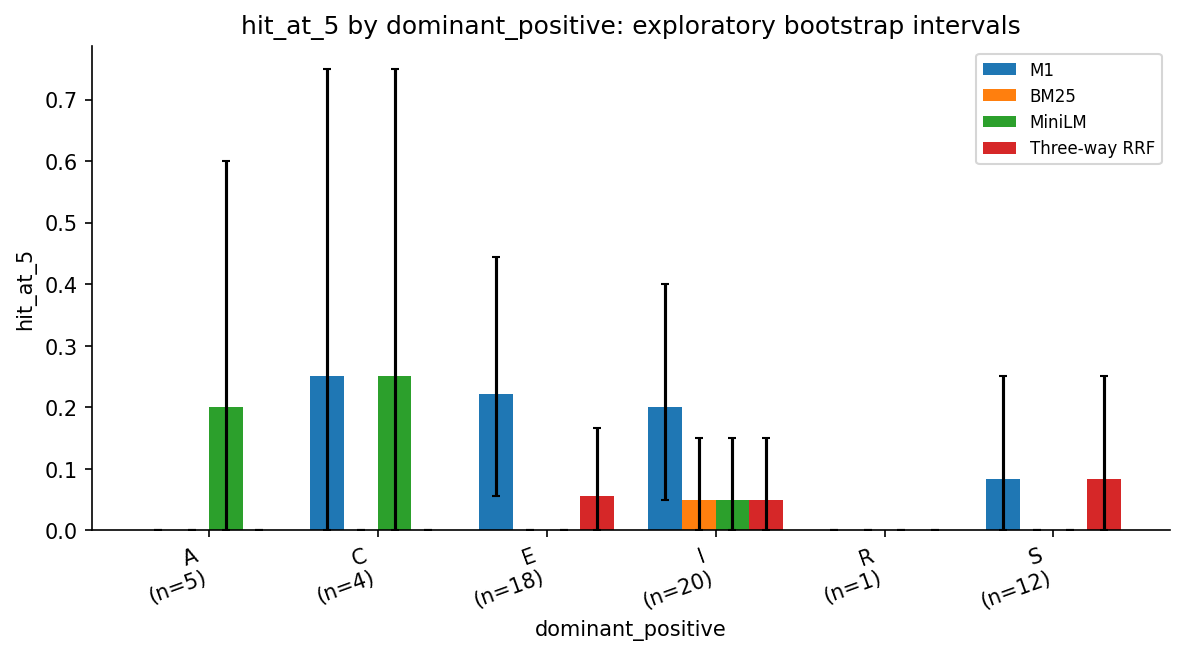 hit_at_5 by dominant_positive: exploratory bootstrap intervals
M1
BM25
MiniLM
Three-way RRF
hit_at_5
0.7
0.6
0.5
0.4
0.3
0.2
0.1
0.0
A
(n=5)
C
(n=4)
E
(n=18)
I
(n=20)
R
(n=1)
S
(n=12)
dominant_positive